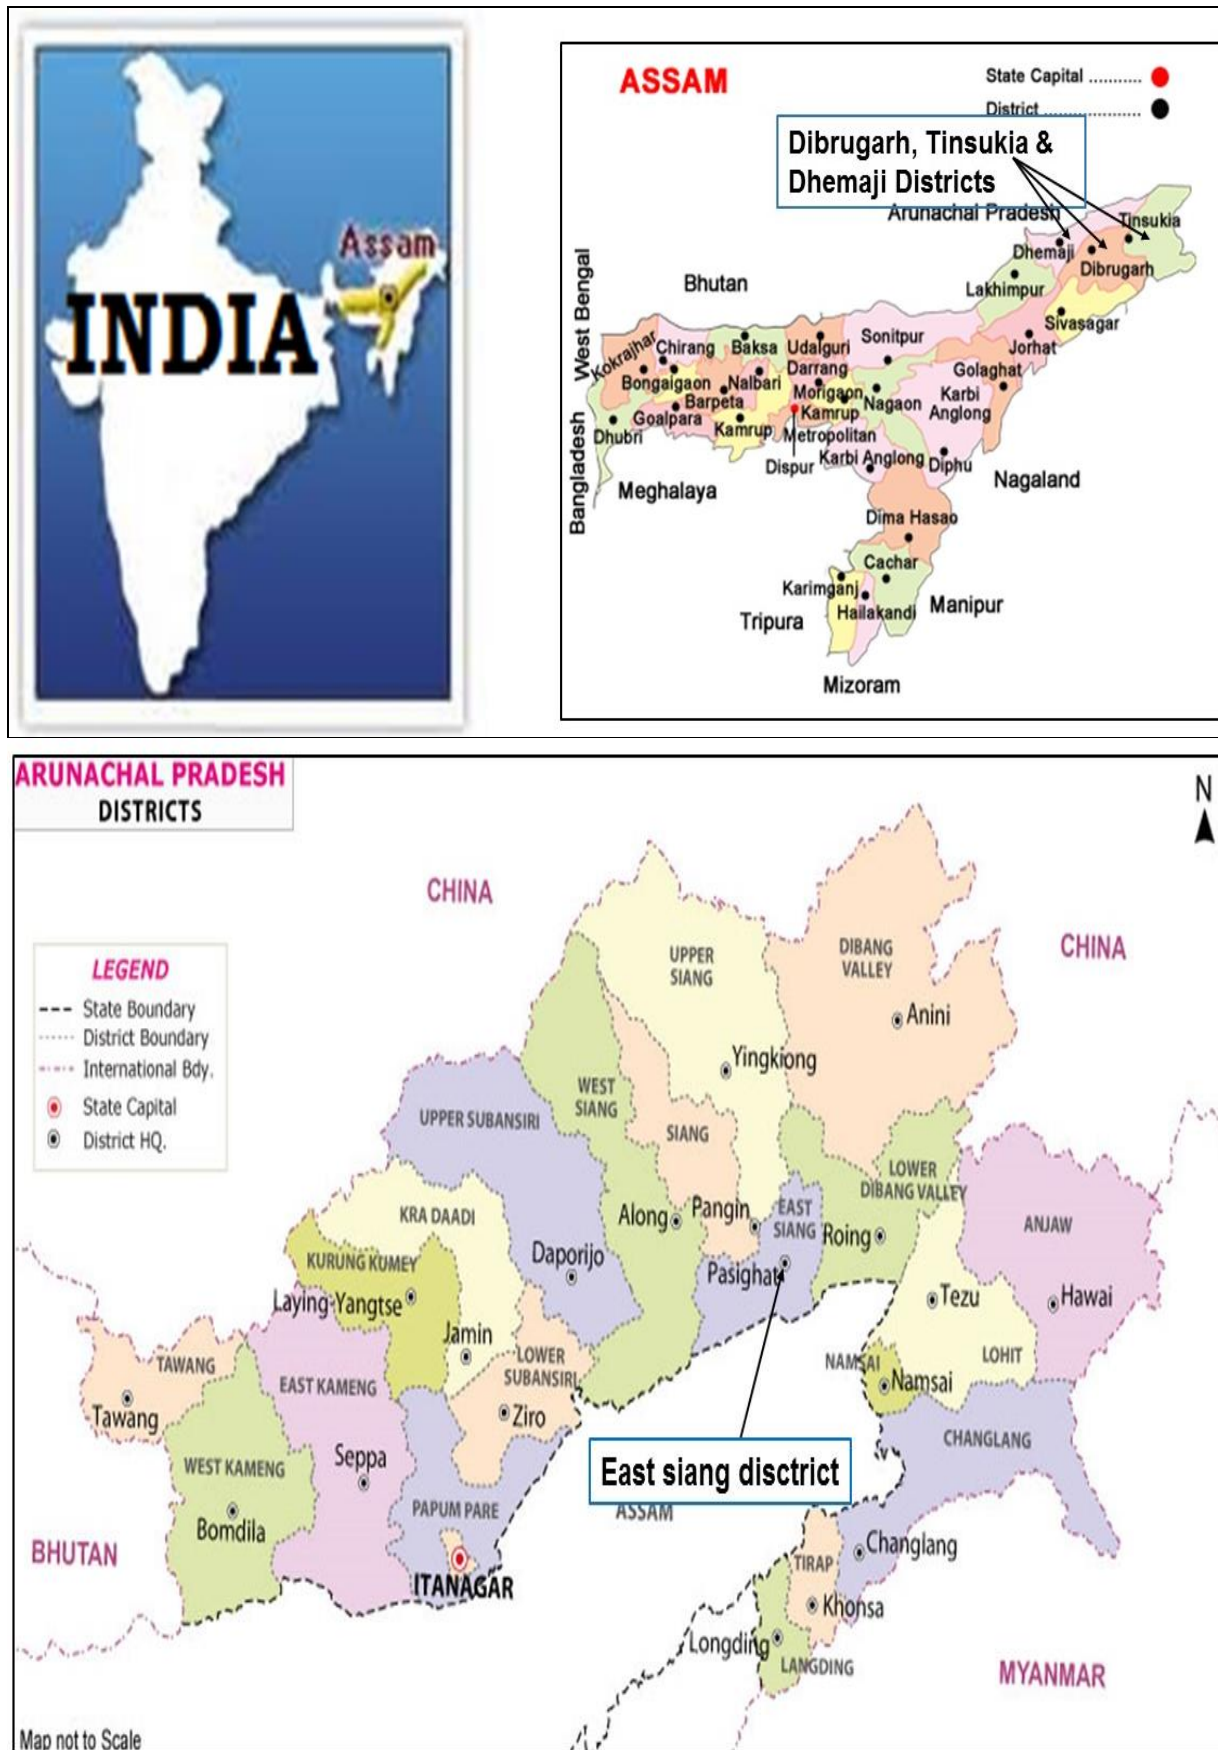 Assam
INDIA
ASSAM
State Capital ...........
District ....................
Dibrugarh, Tinsukia &
Dhemaji Districts
Arunachal Pradesh
Tinsukia
Dhemaji
Dibrugarh
Lakhimpur
Sivasagar
Bhutan
West Bengal
Sonitpur
Jorhat
Kokrajhar
Chirang
Baksa
Udalguri
Golaghat
Bongaigaon
Nalbari
Darrang
Barpeta
Morigaon
Nagaon
Karbi
Anglong
Goalpara
Kamrup
Kamrup
Metropolitan
Dhubri
Dispur
Karbi Anglong
Diphu
Bangladesh
Meghalaya
Nagaland
Dima Hasao
Cachar
Karimganj
Hailakandi
Manipur
Tripura
Mizoram
ARUNACHAL PRADESH
DISTRICTS
N
CHINA
CHINA
LEGEND
State Boundary
District Boundary
International Bdy.
State Capital
District HQ.
UPPER
SIANG
DIBANG
VALLEY
Anini
Yingkiong
WEST
SIANG
UPPER SUBANSIRI
SIANG
LOWER
DIBANG VALLEY
KRA DAADI
Along
Pangin
EAST
SIANG
Roing
ANJAW
KURUNG KUMEY
Daporijo
Pasighat
Laying-Yangtse
Tezu
Hawai
Jamin
LOWER
SUBANSIRI
NAMSAI
LOHIT
TAWANG
EAST KAMENG
Namsai
Tawang
Ziro
CHANGLANG
WEST KAMENG
Seppa
East siang disctrict
PAPUM PARE
ASSAM
Bomdila
BHUTAN
ITANAGAR
Changlang
TIRAP
Khonsa
Longding
LANGDING
MYANMAR
Map not to Scale